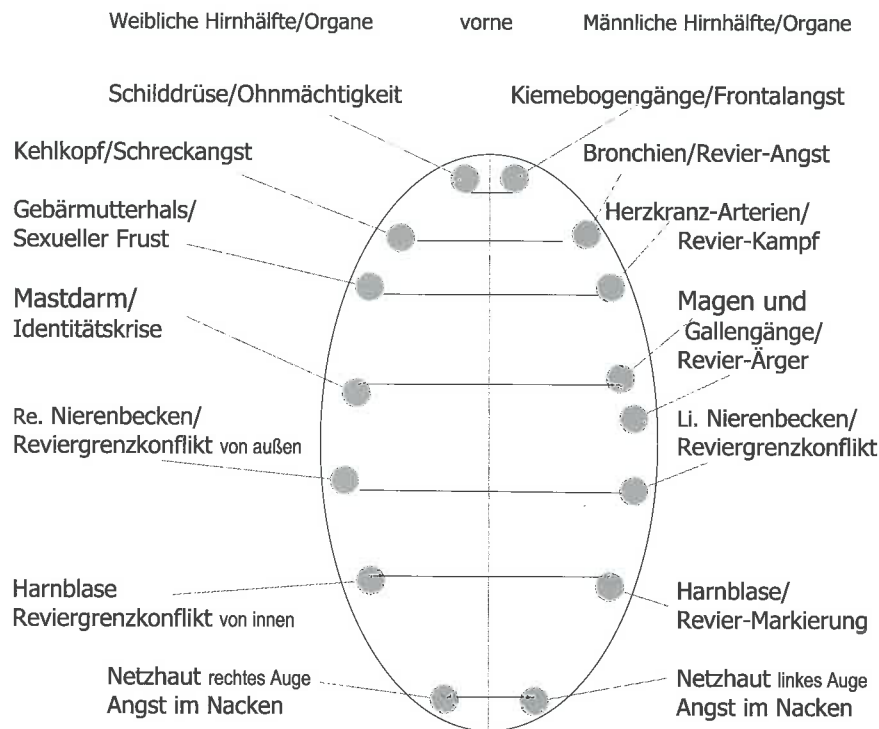 Weibliche Hirnhälfte/Organe vorne Männliche Hirnhälfte/Organe
Schilddrüse/Ohnmächtigkeit
Kiemebogengänge/Frontalangst
Kehlkopf/Schreckangst
Bronchien/Revier-Angst
Gebärmutterhals/
Sexueller Frust
Herzkranz-Arterien/
Revier-Kampf
Mastdarm/
Identitätskrise
Magen und
Gallengänge/
Revier-Ärger
Re. Nierenbecken/
Reviergrenzkonflikt von außen
Li. Nierenbecken/
Reviergrenzkonflikt
Harnblase
Reviergrenzkonflikt von innen
Harnblase/
Revier-Markierung
Netzhaut rechtes Auge
Angst im Nacken
Netzhaut linkes Auge
Angst im Nacken